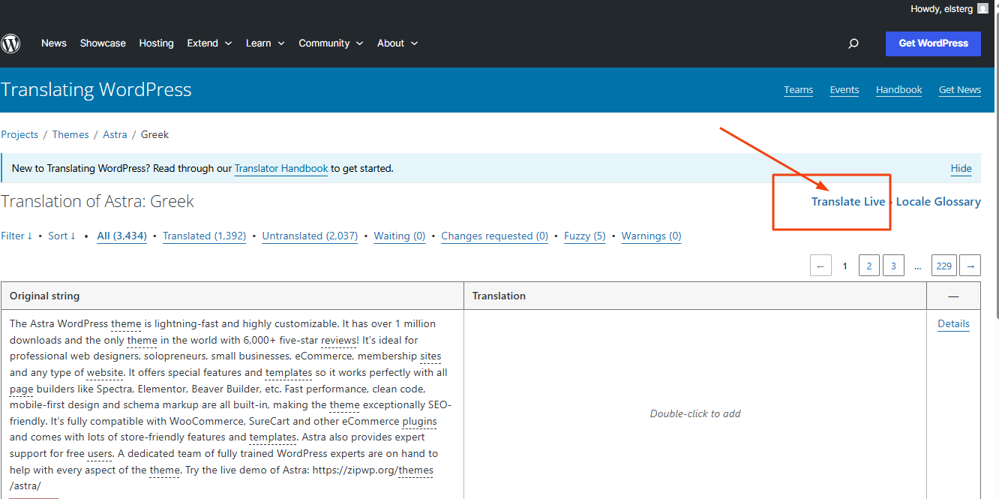 Howdy, elsterg
News Showcase Hosting Extend Learn Community About Get WordPress
Translating WordPress Teams Events Handbook Get News
Projects / Themes / Astra / Greek
New to Translating WordPress? Read through our Translator Handbook to get started. Hide
Translation of Astra: Greek Translate Live • Locale Glossary
Filter ↓ • Sort ↓ • All (3,434) • Translated (1,392) • Untranslated (2,037) • Waiting (0) • Changes requested (0) • Fuzzy (5) • Warnings (0)
← 1 2 3 … 229 →
Original string Translation —
The Astra WordPress theme is lightning-fast and highly customizable. It has over 1 million
downloads and the only theme in the world with 6,000+ five-star reviews! It's ideal for
professional web designers, solopreneurs, small businesses, eCommerce, membership sites
and any type of website. It offers special features and templates so it works perfectly with all
page builders like Spectra, Elementor, Beaver Builder, etc. Fast performance, clean code,
mobile-first design and schema markup are all built-in, making the theme exceptionally SEO-
friendly. It's fully compatible with WooCommerce, SureCart and other eCommerce plugins
and comes with lots of store-friendly features and templates. Astra also provides expert
support for free users. A dedicated team of fully trained WordPress experts are on hand to
help with every aspect of the theme. Try the live demo of Astra: https://zipwp.org/themes
/astra/
Double-click to add
Details